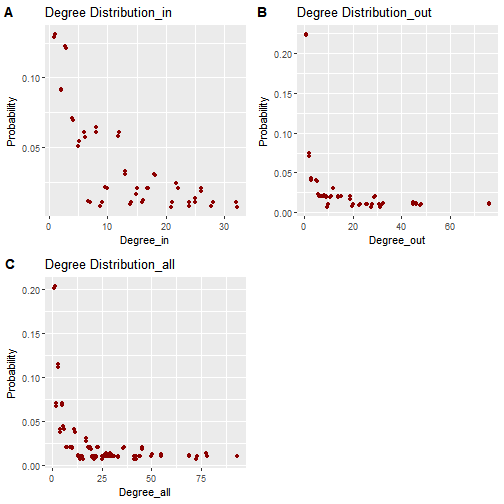 A
Degree Distribution_in
Probability
0.10
0.05
0
10
20
30
Degree_in
B
Degree Distribution_out
Probability
0.20
0.15
0.10
0.05
0.00
0
20
40
60
Degree_out
C
Degree Distribution_all
Probability
0.20
0.15
0.10
0.05
0.00
0
25
50
75
Degree_all